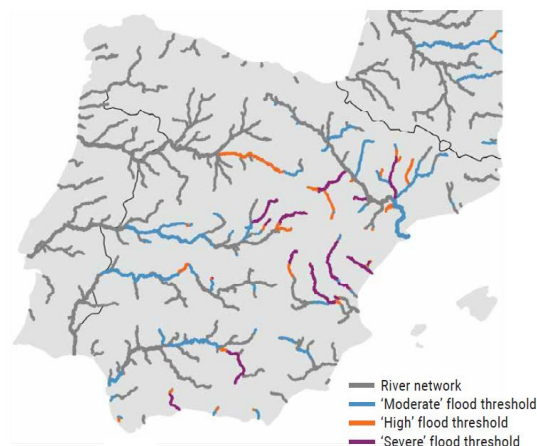 River network
‘Moderate’ flood threshold
‘High’ flood threshold
‘Severe’ flood threshold